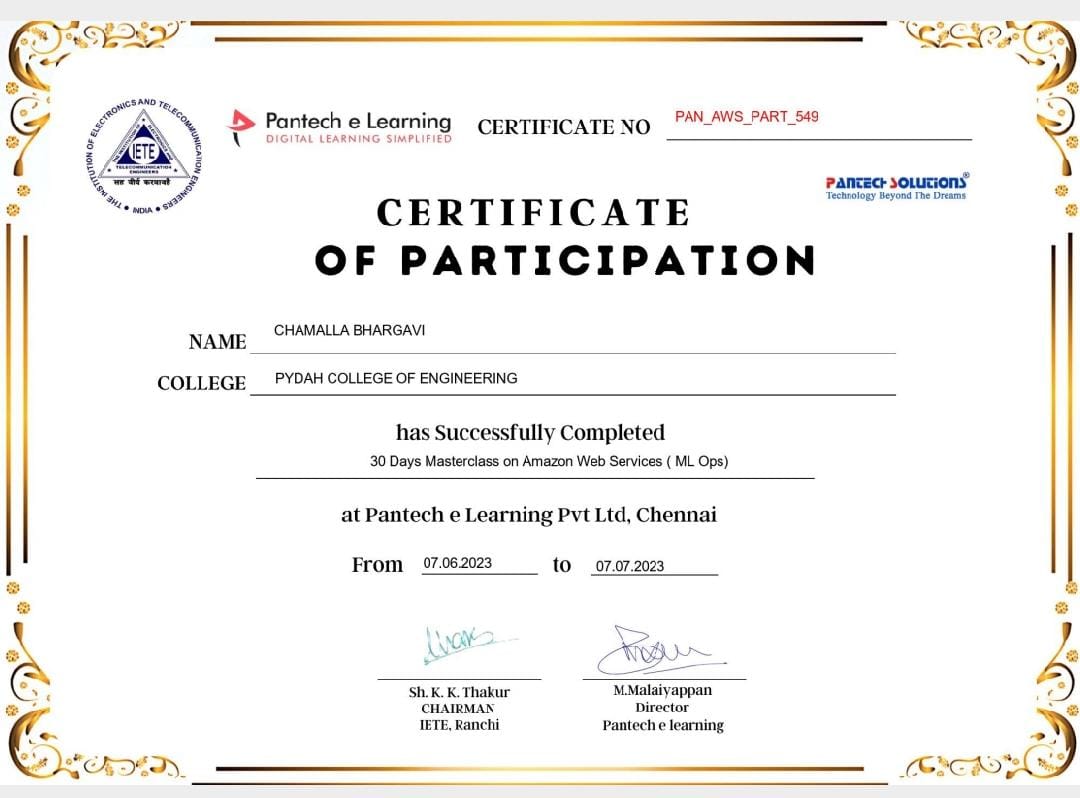 THE INSTITUTION OF ELECTRONICS AND TELECOMMUNICATION ENGINEERS
• INDIA •
IETE
TELECOMMUNICATION
ENGINEERS
सह वीर्य करवावहै
Pantech e Learning
DIGITAL LEARNING SIMPLIFIED
CERTIFICATE NO PAN_AWS_PART_549
PANTECH SOLUTIONS®
Technology Beyond The Dreams
CERTIFICATE
OF PARTICIPATION
NAME CHAMALLA BHARGAVI
COLLEGE PYDAH COLLEGE OF ENGINEERING
has Successfully Completed
30 Days Masterclass on Amazon Web Services ( ML Ops)
at Pantech e Learning Pvt Ltd, Chennai
From 07.06.2023 to 07.07.2023
Sh. K. K. Thakur
CHAIRMAN
IETE, Ranchi
M.Malaiyappan
Director
Pantech e learning